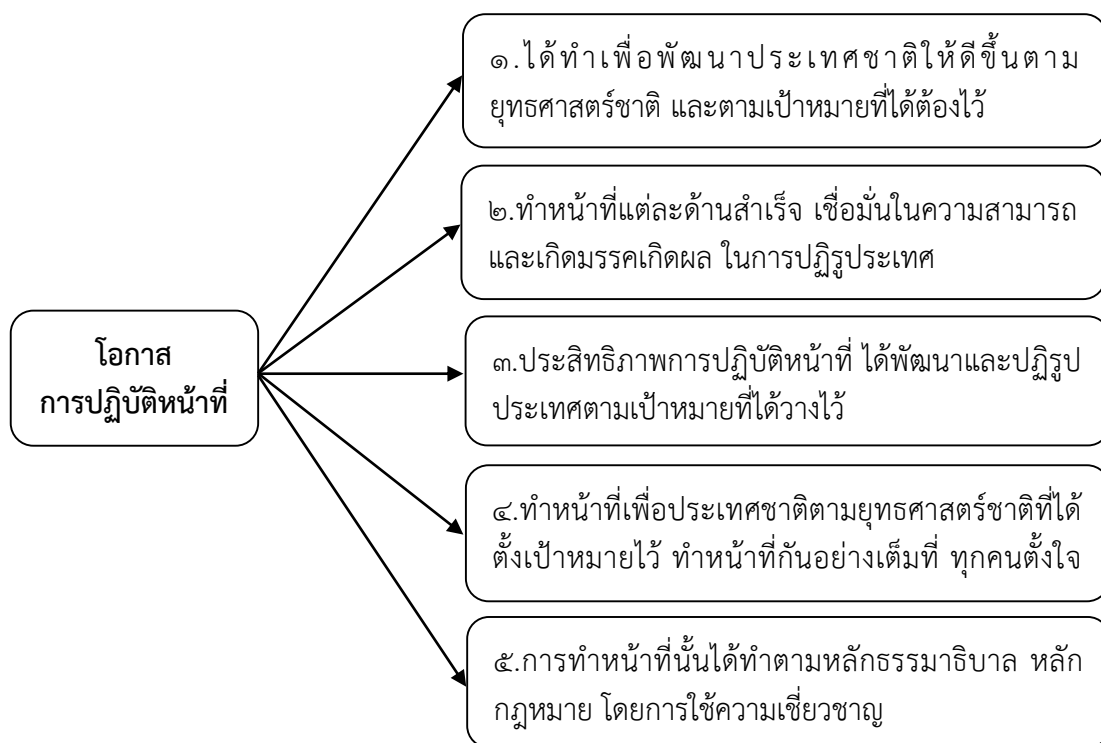 ๑.ได้ทำเพื่อพัฒนาประเทศชาติให้ดีขึ้นตาม
ยุทธศาสตร์ชาติ และตามเป้าหมายที่ได้ต้องไว้
๒.ทำหน้าที่แต่ละด้านสำเร็จ เชื่อมั่นในความสามารถ
และเกิดมรรคเกิดผล ในการปฏิรูประเทศ
โอกาส
การปฏิบัติหน้าที่
๓.ประสิทธิภาพการปฏิบัติหน้าที่ ได้พัฒนาและปฏิรูป
ประเทศตามเป้าหมายที่ได้วางไว้
๔.ทำหน้าที่เพื่อประเทศชาติตามยุทธศาสตร์ชาติที่ได้
ตั้งเป้าหมายไว้ ทำหน้าที่กันอย่างเต็มที่ ทุกคนตั้งใจ
๕.การทำหน้าที่นั้นได้ทำตามหลักธรรมาธิบาล หลัก
กฎหมาย โดยการใช้ความเชี่ยวชาญ